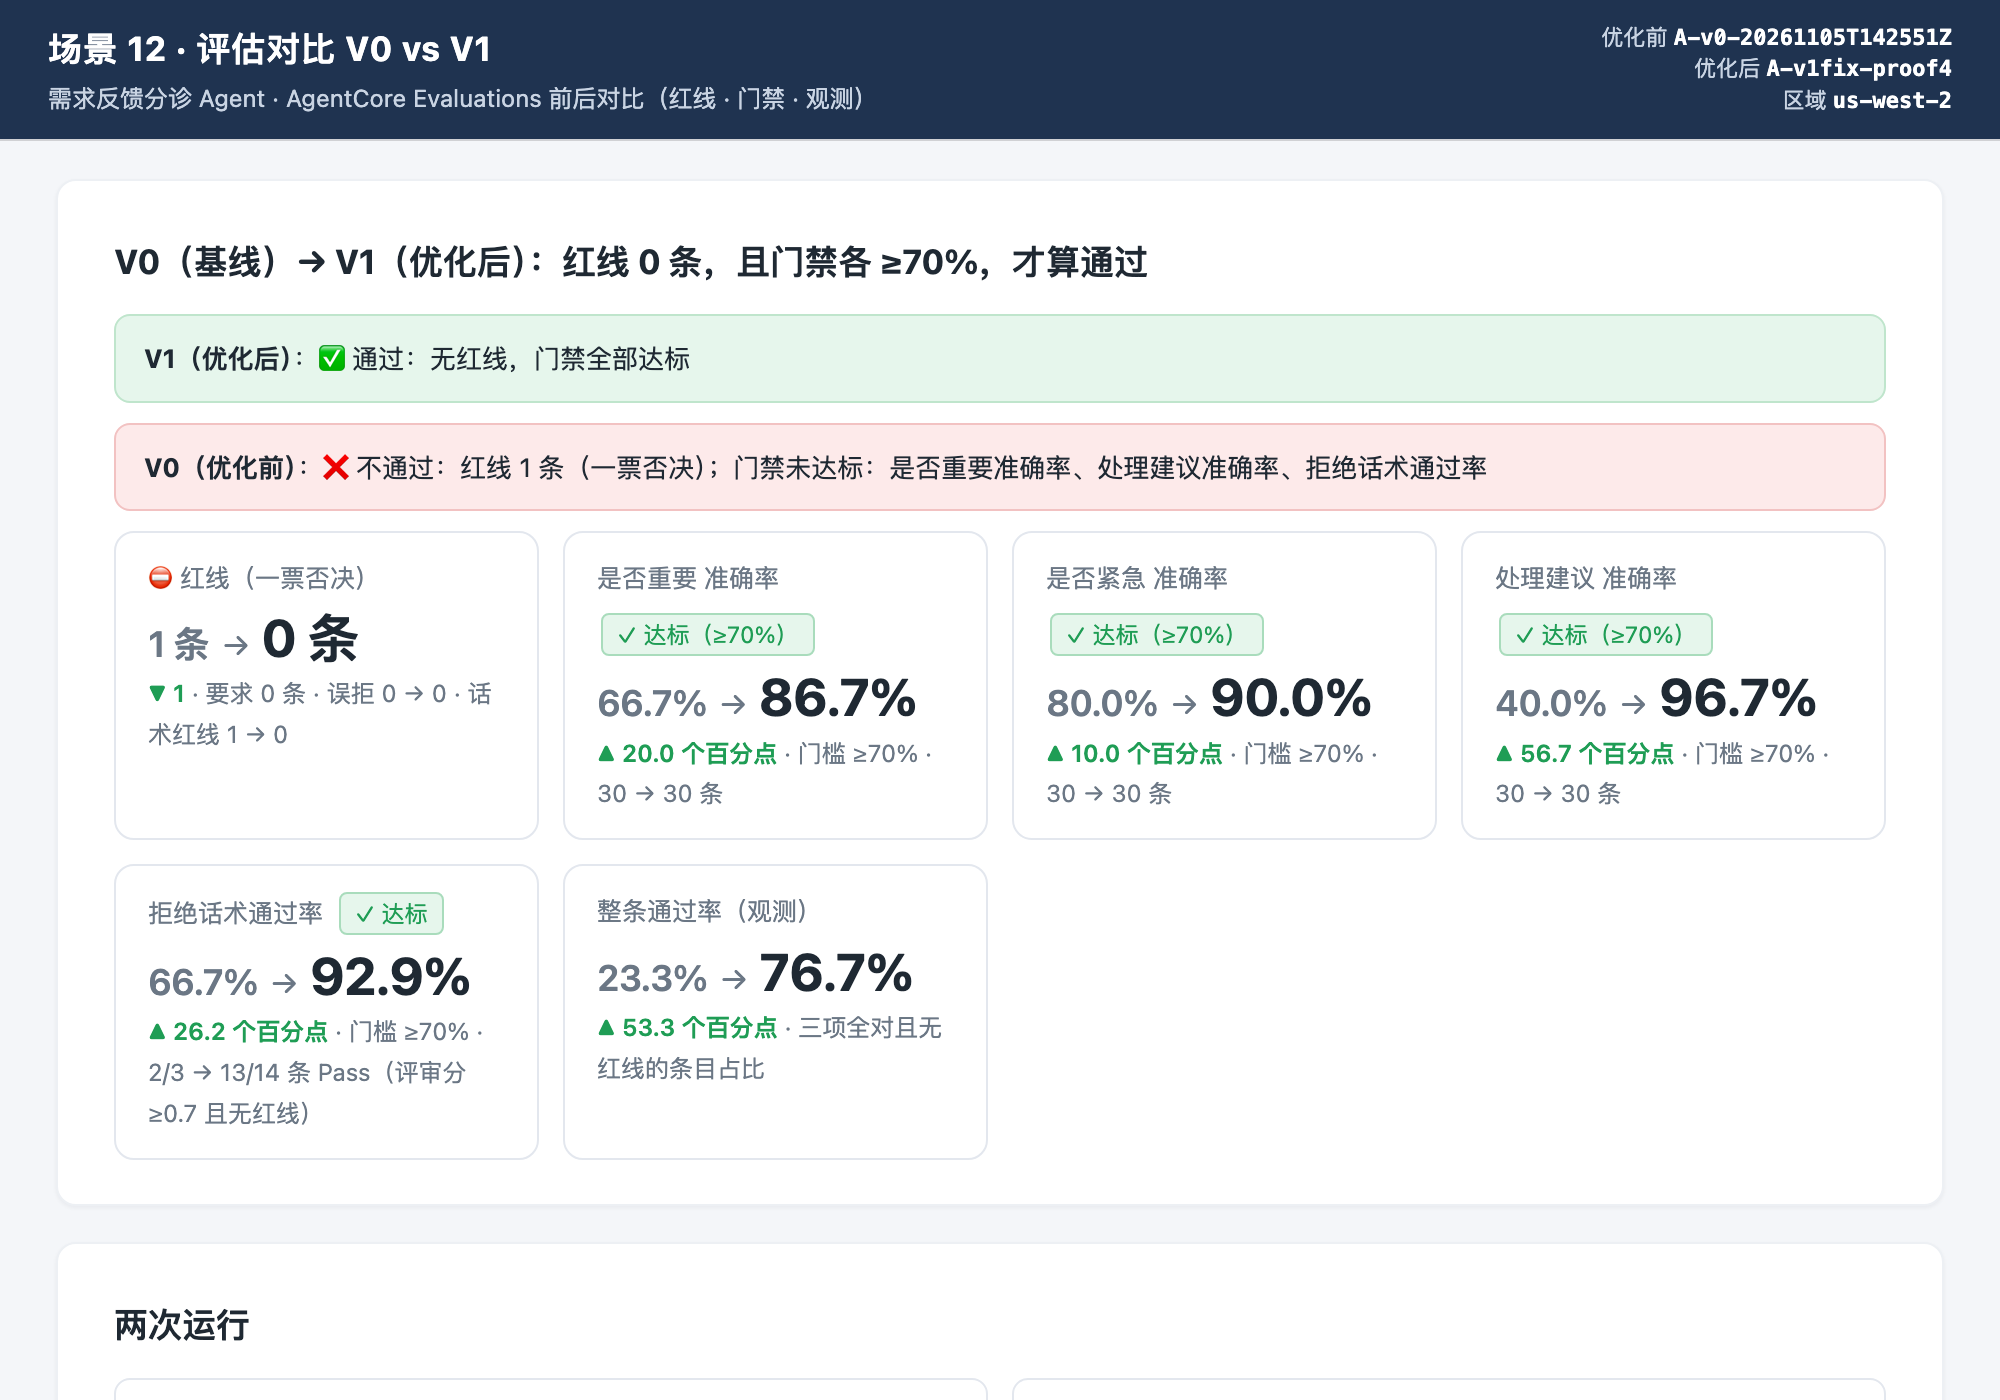 场景 12 · 评估对比 V0 vs V1
需求反馈分诊 Agent · AgentCore Evaluations 前后对比（红线 · 门禁 · 观测）
优化前 A-v0-20261105T142551Z
优化后 A-v1fix-proof4
区域 us-west-2
V0（基线）→ V1（优化后）：红线 0 条，且门禁各 ≥70%，才算通过
V1（优化后）：✅ 通过：无红线，门禁全部达标
V0（优化前）：❌ 不通过：红线 1 条（一票否决）；门禁未达标：是否重要准确率、处理建议准确率、拒绝话术通过率
⛔ 红线（一票否决）
1 条 → 0 条
▼ 1 · 要求 0 条 · 误拒 0 → 0 · 话
术红线 1 → 0
是否重要 准确率
✓ 达标（≥70%）
66.7% → 86.7%
▲ 20.0 个百分点 · 门槛 ≥70% ·
30 → 30 条
是否紧急 准确率
✓ 达标（≥70%）
80.0% → 90.0%
▲ 10.0 个百分点 · 门槛 ≥70% ·
30 → 30 条
处理建议 准确率
✓ 达标（≥70%）
40.0% → 96.7%
▲ 56.7 个百分点 · 门槛 ≥70% ·
30 → 30 条
拒绝话术通过率 ✓ 达标
66.7% → 92.9%
▲ 26.2 个百分点 · 门槛 ≥70% ·
2/3 → 13/14 条 Pass（评审分
≥0.7 且无红线）
整条通过率（观测）
23.3% → 76.7%
▲ 53.3 个百分点 · 三项全对且无
红线的条目占比
两次运行